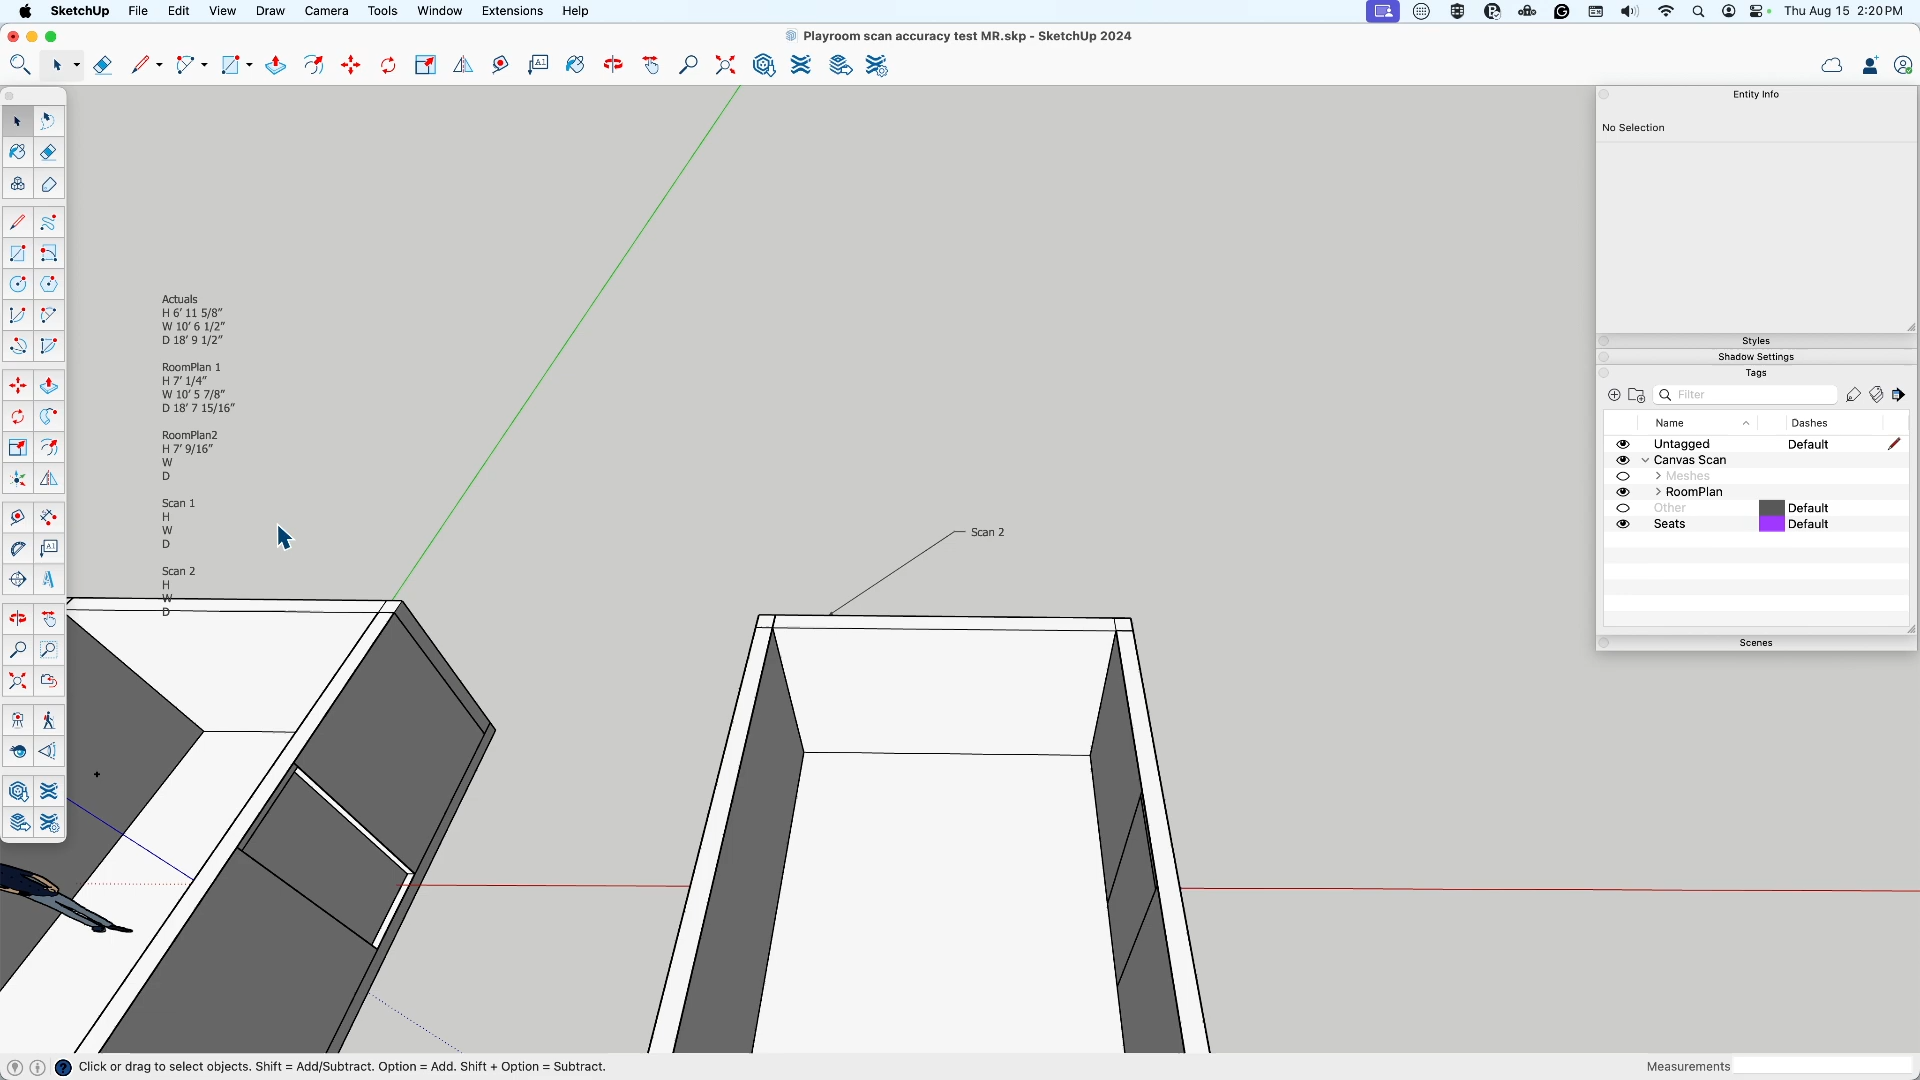 SketchUp File Edit View Draw Camera Tools Window Extensions Help
Thu Aug 15 2:20 PM
Playroom scan accuracy test MR.skp - SketchUp 2024
Entity Info
No Selection
Actuals
H 6' 11 5/8"
W 10' 6 1/2"
D 18' 9 1/2"
RoomPlan 1
H 7' 1/4"
W 10' 5 7/8"
D 18' 7 15/16"
RoomPlan2
H 7' 9/16"
W
D
Scan 1
H
W
D
Scan 2
H
W
D
Scan 2
Styles
Shadow Settings
Tags
Filter
Name Dashes
Untagged Default
Canvas Scan
Meshes
RoomPlan
Other Default
Seats Default
Scenes
Click or drag to select objects. Shift = Add/Subtract. Option = Add. Shift + Option = Subtract.
Measurements